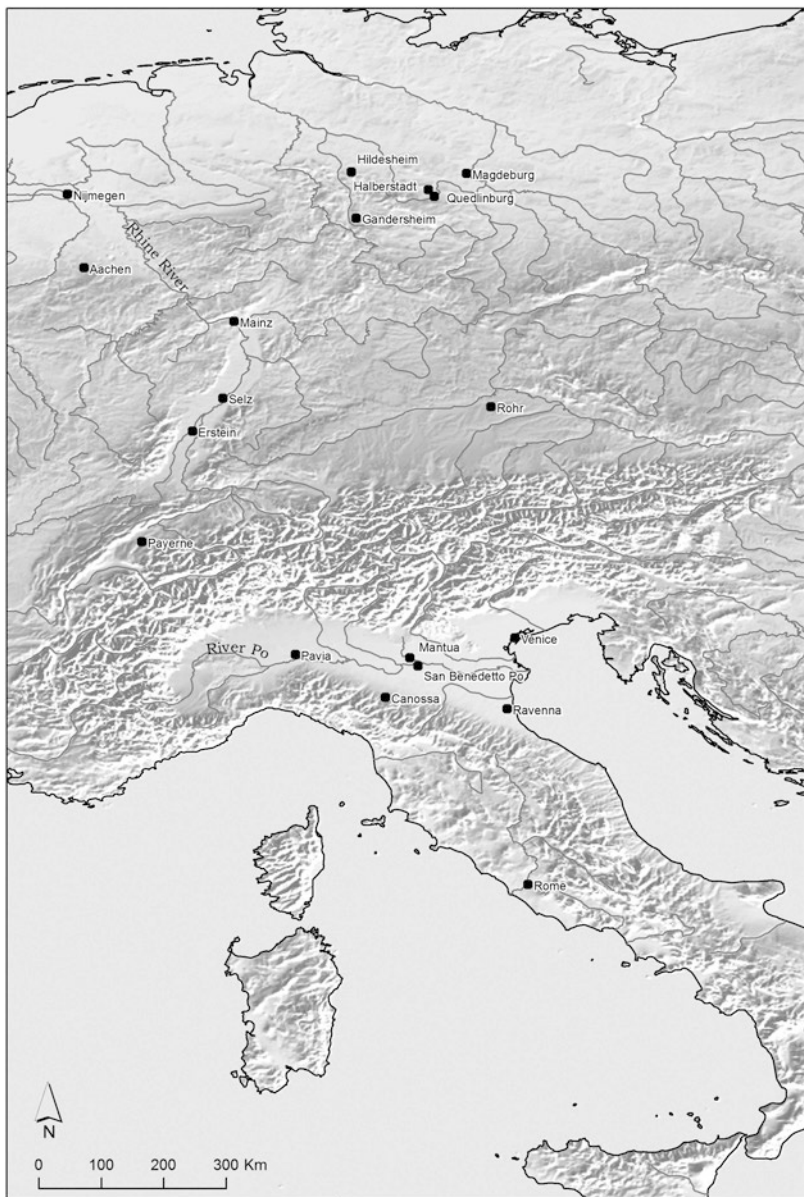 Hildesheim
Magdeburg
Halberstadt
Nijmegen
Quedlinburg
Gandersheim
Rhine River
Aachen
Mainz
Selz
Rohr
Erstein
Payerne
Venice
River Po
Pavia
Mantua
San Benedetto Po
Canossa
Ravenna
Rome
N
0 100 200 300 Km